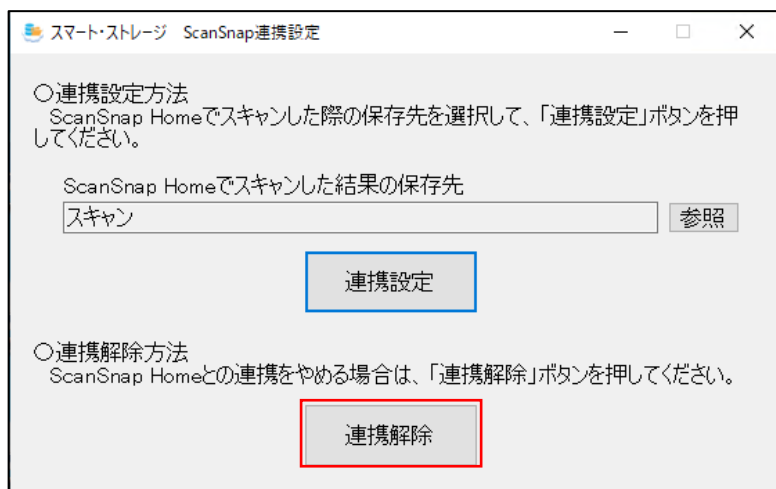 スマート・ストレージ　ScanSnap連携設定
○連携設定方法
ScanSnap Homeでスキャンした際の保存先を選択して、「連携設定」ボタンを押
してください。
ScanSnap Homeでスキャンした結果の保存先
スキャン
参照
連携設定
○連携解除方法
ScanSnap Homeとの連携をやめる場合は、「連携解除」ボタンを押してください。
連携解除